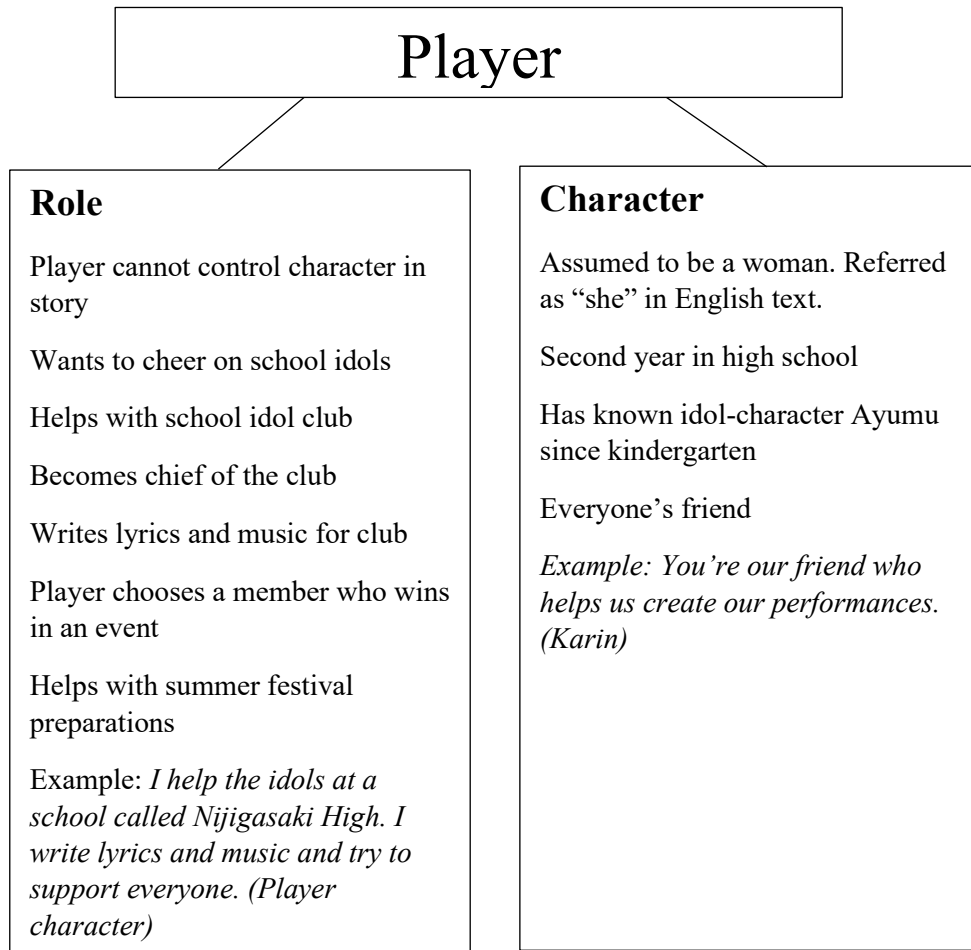 Player
Role
Player cannot control character in
story
Wants to cheer on school idols
Helps with school idol club
Becomes chief of the club
Writes lyrics and music for club
Player chooses a member who wins
in an event
Helps with summer festival
preparations
Example: I help the idols at a
school called Nijigasaki High. I
write lyrics and music and try to
support everyone. (Player
character)
Character
Assumed to be a woman. Referred
as “she” in English text.
Second year in high school
Has known idol-character Ayumu
since kindergarten
Everyone’s friend
Example: You’re our friend who
helps us create our performances.
(Karin)